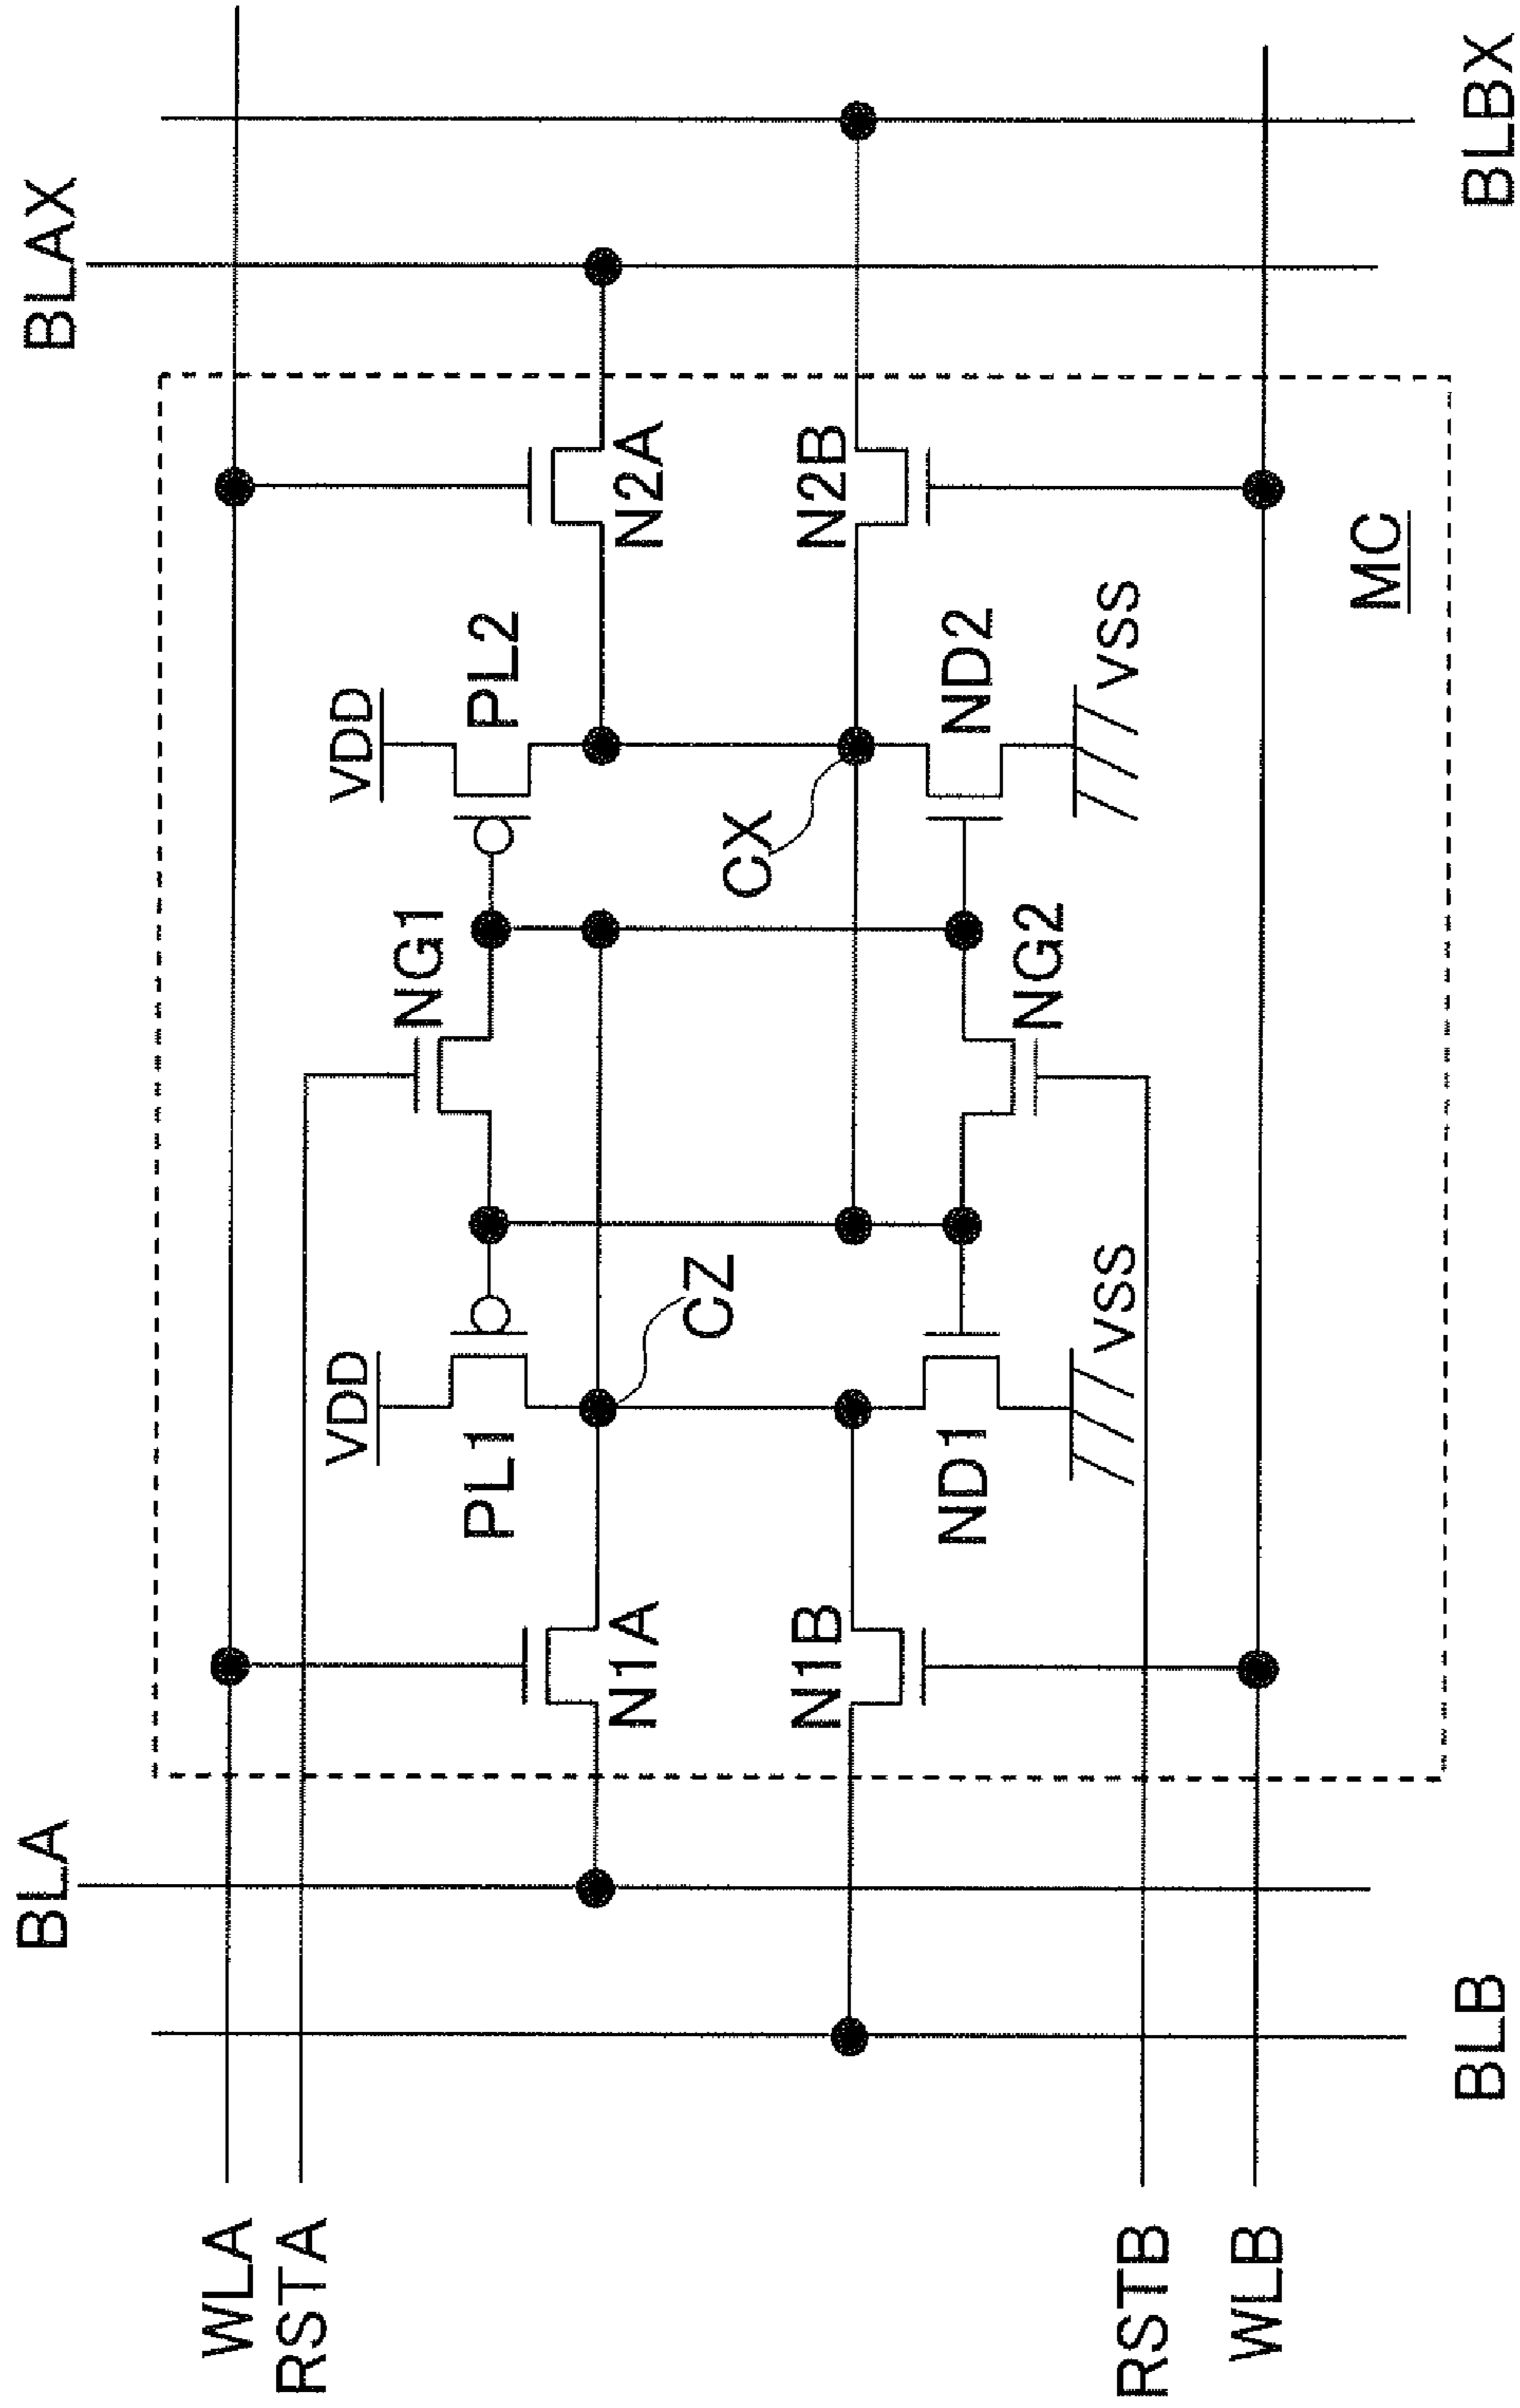 BLA
BLAX
WLA
RSTA
VDD
VDD
NG1
PL1
PL2
N1A
N2A
CZ
CX
N1B
N2B
ND1
NG2
ND2
VSS
VSS
RSTB
WLB
MC
BLB
BLBX